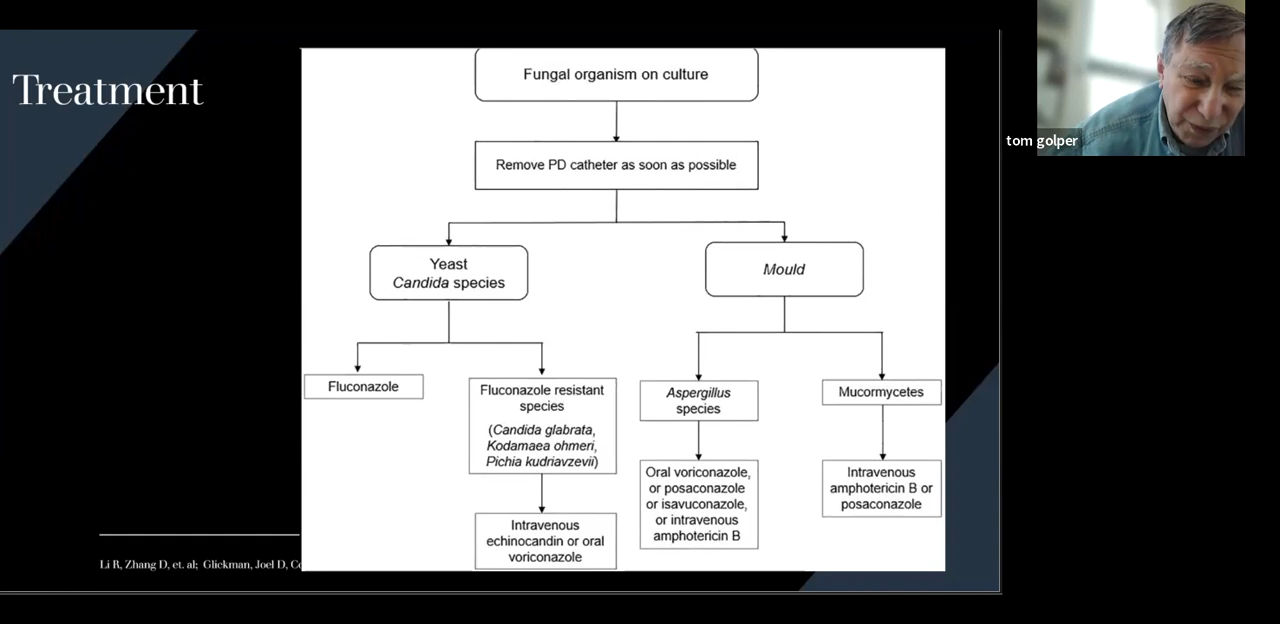 Treatment
Fungal organism on culture
Remove PD catheter as soon as possible
Yeast
Candida species
Mould
Fluconazole
Fluconazole resistant
species
(Candida glabrata,
Kodamaea ohmeri,
Pichia kudriavzevii)
Intravenous
echinocandin or oral
voriconazole
Aspergillus
species
Oral voriconazole,
or posaconazole
or isavuconazole,
or intravenous
amphotericin B
Mucormycetes
Intravenous
amphotericin B or
posaconazole
Li R, Zhang D, et. al; Glickman, Joel D,
tom golper